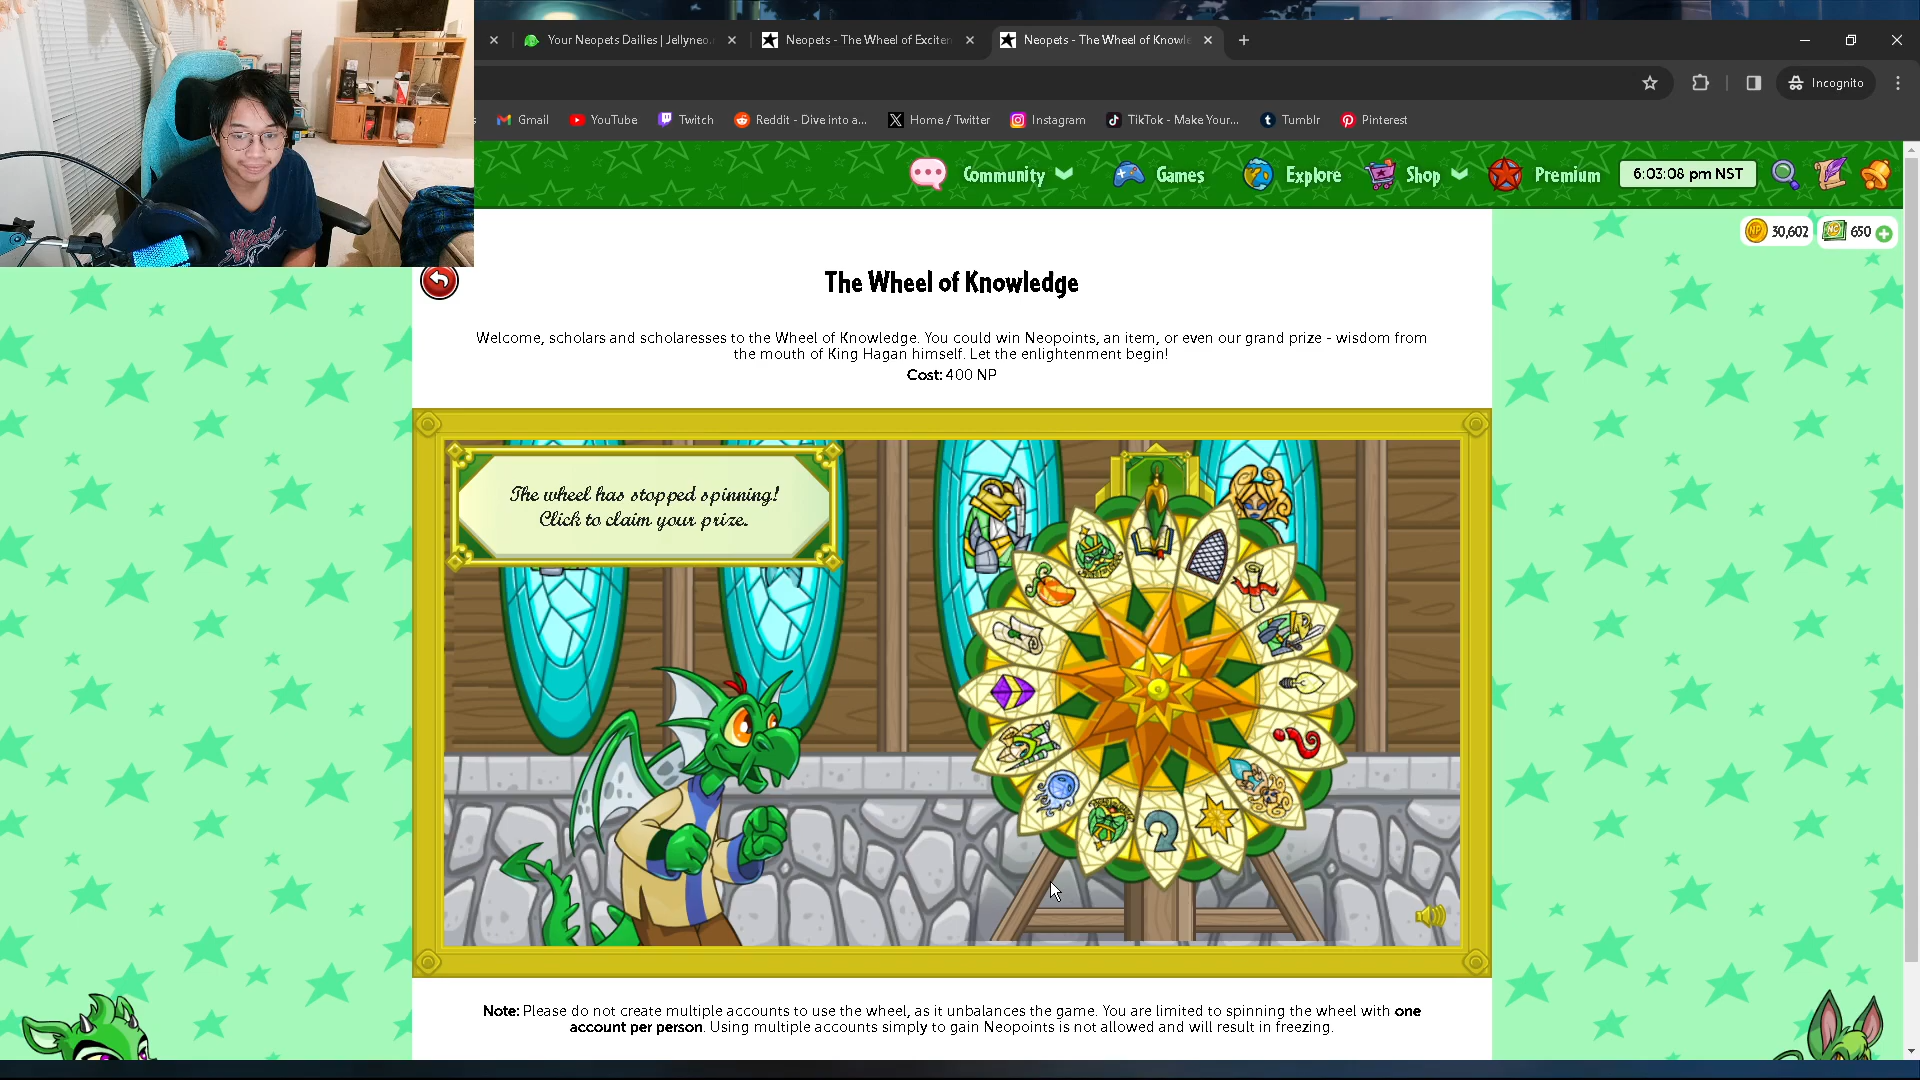 Your Neopets Dailies | Jellyneo.
Neopets - The Wheel of Exciten
Neopets - The Wheel of Knowle
Incognito
Gmail
YouTube
Twitch
Reddit - Dive into a...
Home / Twitter
Instagram
TikTok - Make Your...
Tumblr
Pinterest
Community
Games
Explore
Shop
Premium
6:03:08 pm NST
NP
30,602
NC
650
The Wheel of Knowledge
Welcome, scholars and scholaresses to the Wheel of Knowledge. You could win Neopoints, an item, or even our grand prize - wisdom from
the mouth of King Hagan himself. Let the enlightenment begin!
Cost: 400 NP
The wheel has stopped spinning!
Click to claim your prize.
Note: Please do not create multiple accounts to use the wheel, as it unbalances the game. You are limited to spinning the wheel with one
account per person. Using multiple accounts simply to gain Neopoints is not allowed and will result in freezing.